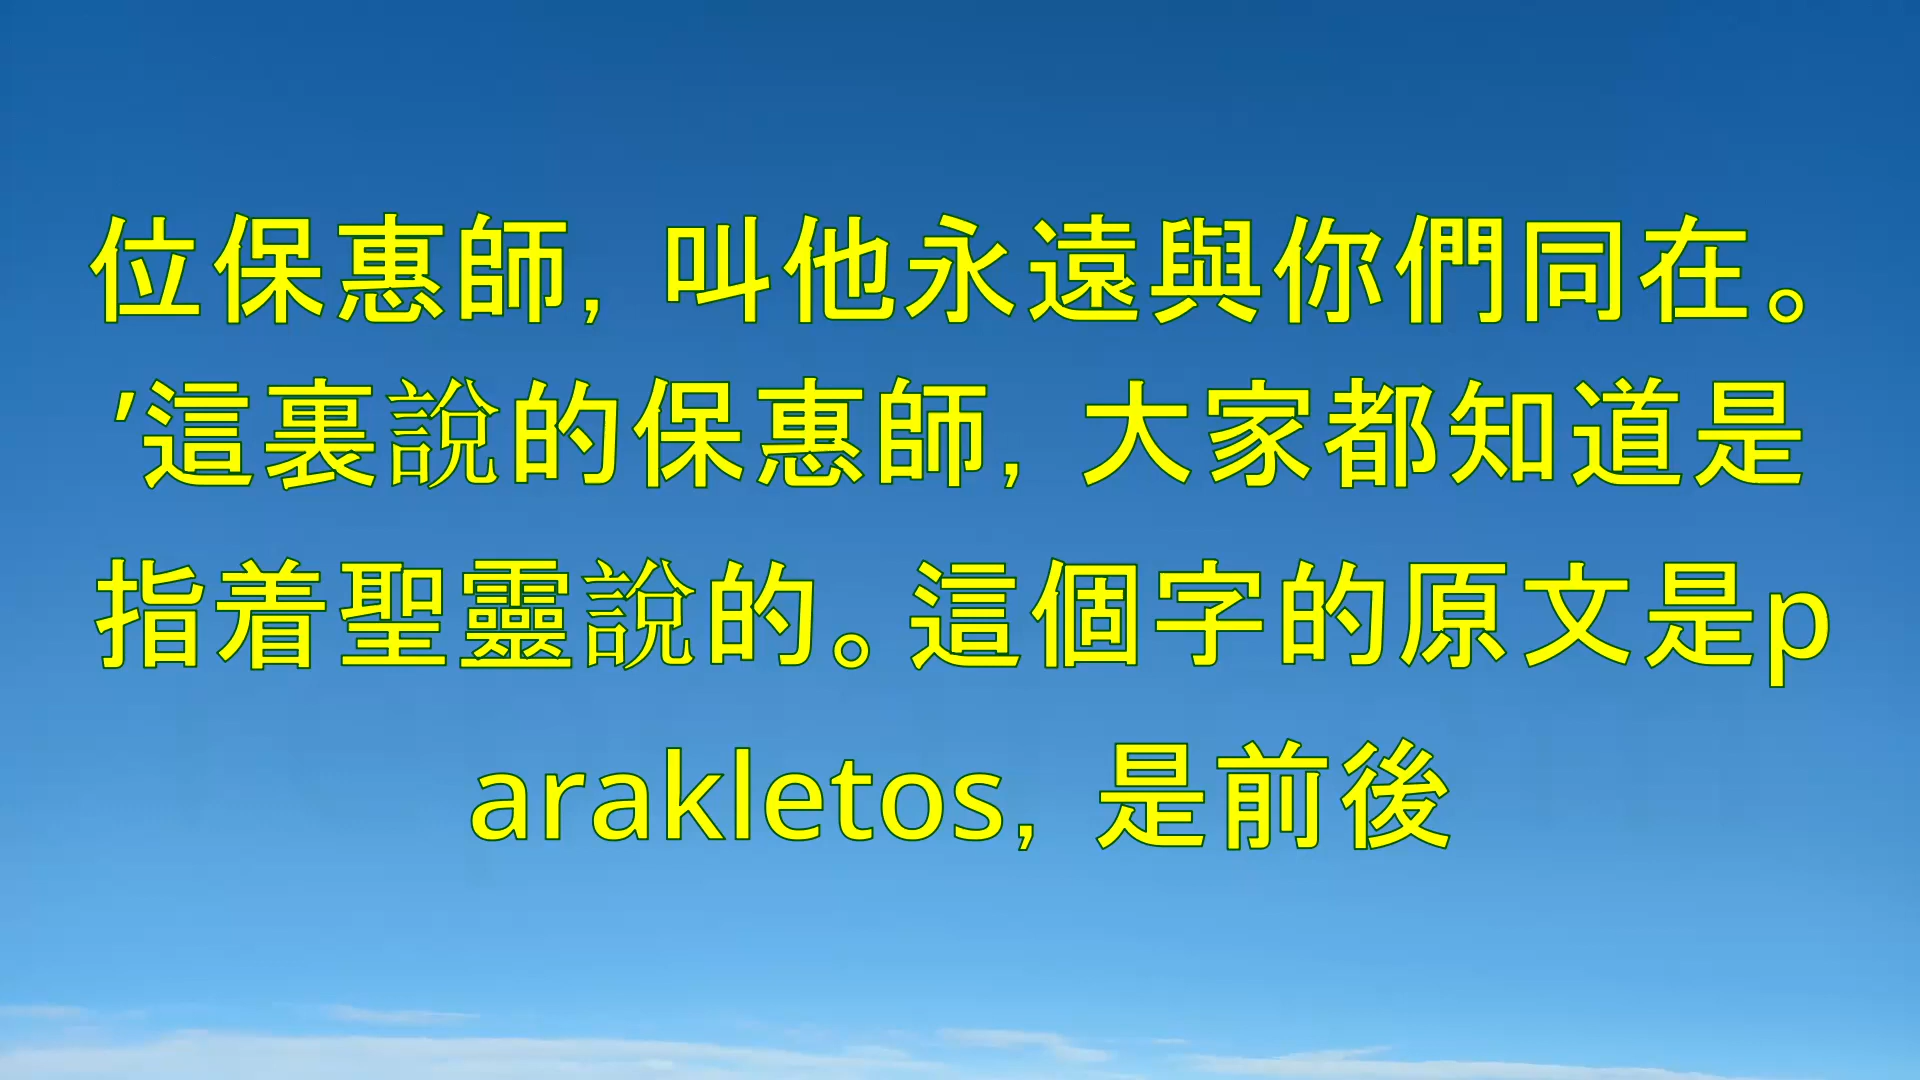 位保惠師, 叫他永遠與你們同在。
’這裏說的保惠師, 大家都知道是
指着聖靈說的。這個字的原文是p
arakletos, 是前後